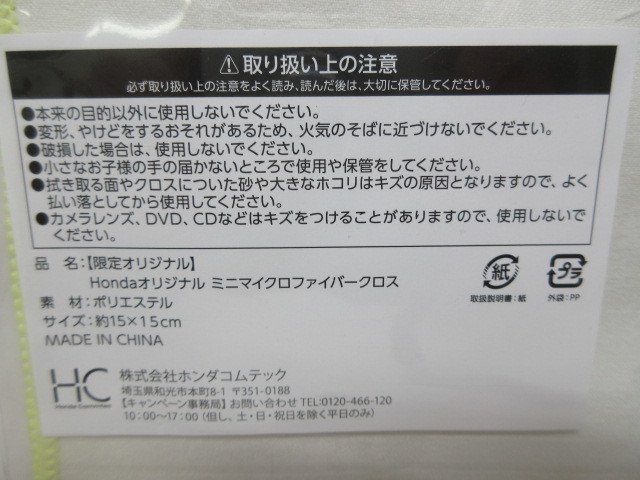 取り扱い上の注意
必ず取り扱い上の注意をよく読み、読んだ後は、大切に保管してください。
●本来の目的以外に使用しないでください。
●変形、やけどをするおそれがあるため、火気のそばに近づけないでください。
●破損した場合は、使用しないでください。
●小さなお子様の手の届かないところで使用や保管をしてください。
●拭き取る面やクロスについた砂や大きなホコリはキズの原因となりますので、よく
払い落としてから使用してください。
●カメラレンズ、DVD、CDなどはキズをつけることがありますので、使用しないで
ください。
品 名:【限定オリジナル】
Hondaオリジナル ミニマイクロファイバークロス
素 材:ポリエステル
サイズ:約15×15cm
MADE IN CHINA
紙
取扱説明書:紙
プラ
外袋:PP
HC
Honda Commtec
株式会社ホンダコムテック
埼玉県和光市本町8-1 〒351-0188
【キャンペーン事務局】お問い合わせTEL:0120-466-120
10:00〜17:00(但し、土・日・祝日を除く平日のみ)